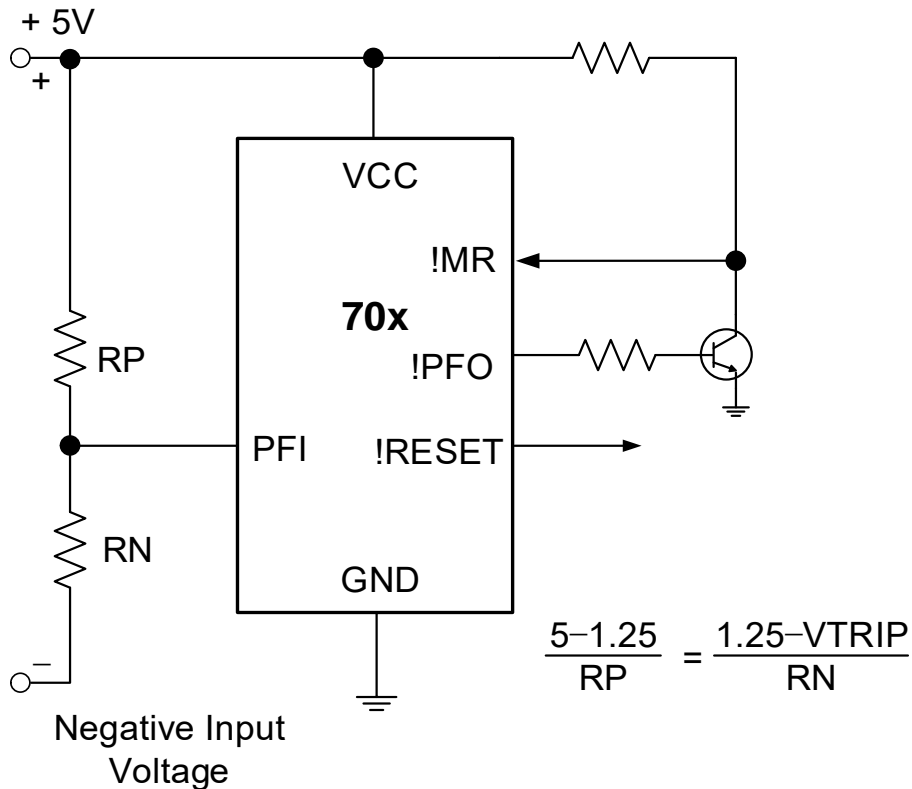 + 5V
+
VCC
!MR
70x
RP
!PFO
PFI
!RESET
RN
GND
5−1.25
RP
=
1.25−VTRIP
RN
−
Negative Input
Voltage